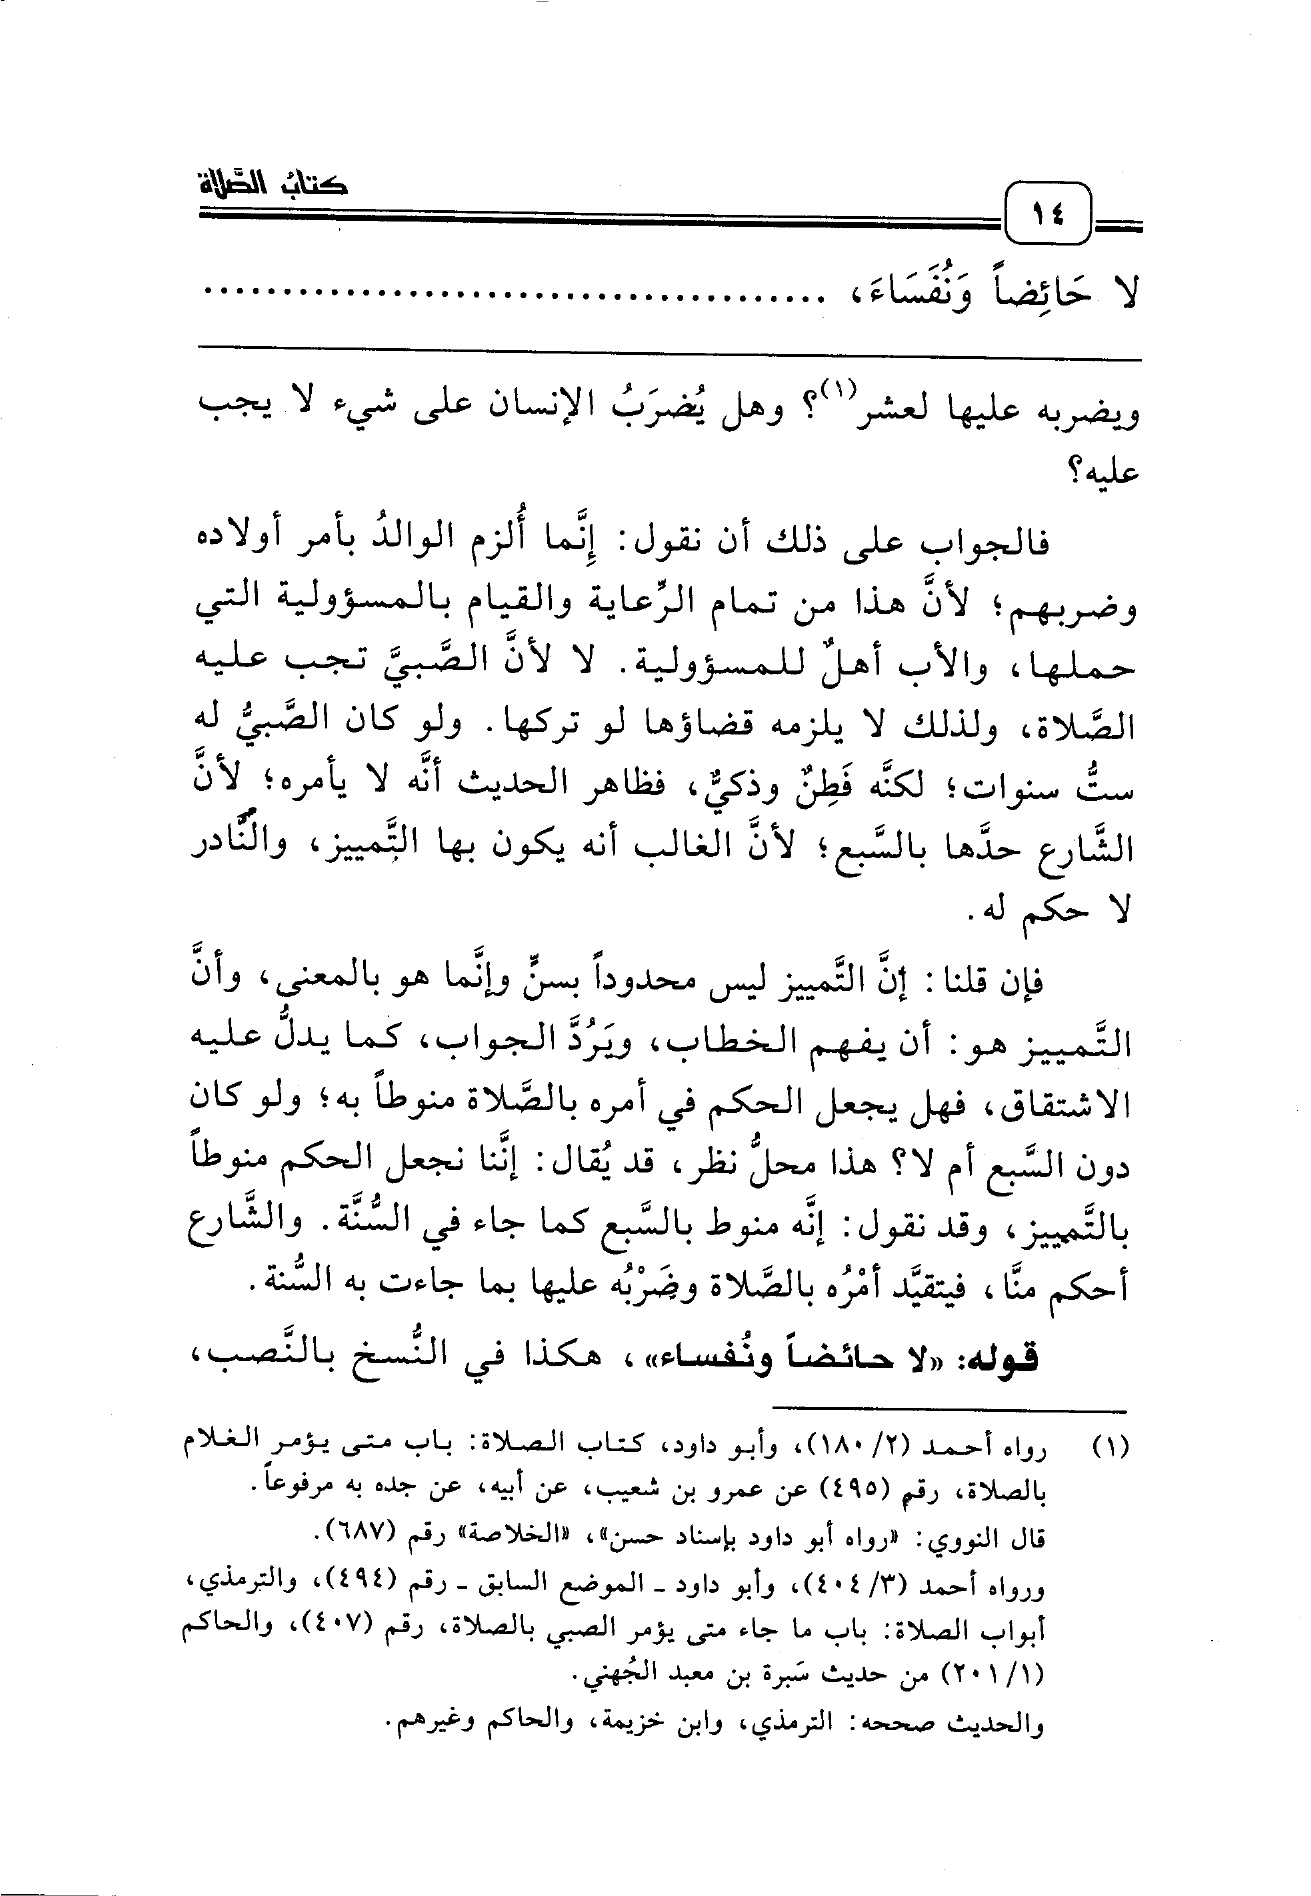 كتابُ الصَّلاة
١٤
لا حَائِضاً وَنُفَسَاءَ، ........................................
ويضربه عليها لعشر(١)؟ وهل يُضرَبُ الإنسان على شيء لا يجب
عليه؟
فالجواب على ذلك أن نقول: إنَّما أُلزم الوالدُ بأمر أولاده
وضربهم؛ لأنَّ هذا من تمام الرِّعاية والقيام بالمسؤولية التي
حملها، والأب أهلٌ للمسؤولية. لا لأنَّ الصَّبيَّ تجب عليه
الصَّلاة، ولذلك لا يلزمه قضاؤها لو تركها. ولو كان الصَّبيُّ له
ستُّ سنوات؛ لكنَّه فَطِنٌ وذكيٌّ، فظاهر الحديث أنَّه لا يأمره؛ لأنَّ
الشَّارع حدَّها بالسَّبع؛ لأنَّ الغالب أنه يكون بها التَّمييز، والنَّادر
لا حكم له.
فإن قلنا: إنَّ التَّمييز ليس محدوداً بسنٍّ وإنَّما هو بالمعنى، وأنَّ
التَّمييز هو: أن يفهم الخطاب، ويَرُدَّ الجواب، كما يدلُّ عليه
الاشتقاق، فهل يجعل الحكم في أمره بالصَّلاة منوطاً به؛ ولو كان
دون السَّبع أم لا؟ هذا محلُّ نظر، قد يُقال: إنَّنا نجعل الحكم منوطاً
بالتَّمييز، وقد نقول: إنَّه منوط بالسَّبع كما جاء في السُّنَّة. والشَّارع
أحكم منَّا، فيتقيَّد أمْرُه بالصَّلاة وضَرْبُه عليها بما جاءت به السُّنة.
قوله: «لا حائضاً ونُفساء»، هكذا في النُّسخ بالنَّصب،
(١) رواه أحمد (٢/ ١٨٠)، وأبو داود، كتاب الصلاة: باب متى يؤمر الغلام
بالصلاة، رقم (٤٩٥) عن عمرو بن شعيب، عن أبيه، عن جده به مرفوعاً.
قال النووي: «رواه أبو داود بإسناد حسن»، «الخلاصة» رقم (٦٨٧).
ورواه أحمد (٣/ ٤٠٤)، وأبو داود ـ الموضع السابق ـ رقم (٤٩٤)، والترمذي،
أبواب الصلاة: باب ما جاء متى يؤمر الصبي بالصلاة، رقم (٤٠٧)، والحاكم
(١/ ٢٠١) من حديث سَبرة بن معبد الجُهني.
والحديث صححه: الترمذي، وابن خزيمة، والحاكم وغيرهم.